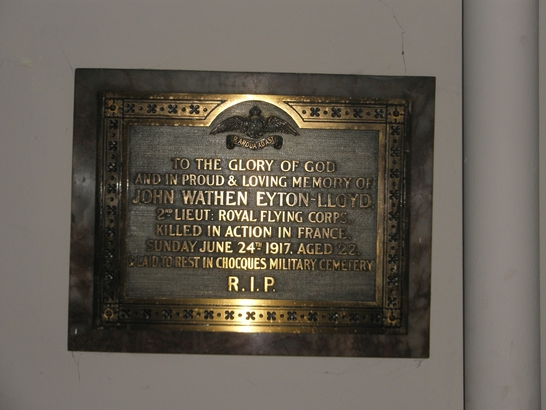 PER ARDUA AD ASTRA
TO THE GLORY OF GOD
AND IN PROUD & LOVING MEMORY OF
JOHN WATHEN EYTON-LLOYD,
2ND LIEUT: ROYAL FLYING CORPS.
KILLED IN ACTION IN FRANCE,
SUNDAY JUNE 24TH 1917, AGED 22.
LAID TO REST IN CHOCQUES MILITARY CEMETERY
R.I.P.